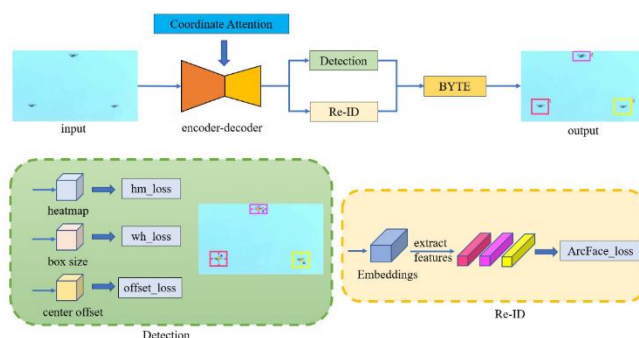 Coordinate Attention
Detection
Re-ID
BYTE
input
encoder-decoder
output
heatmap
hm_loss
box size
wh_loss
center offset
offset_loss
Detection
extract
features
Embeddings
ArcFace_loss
Re-ID